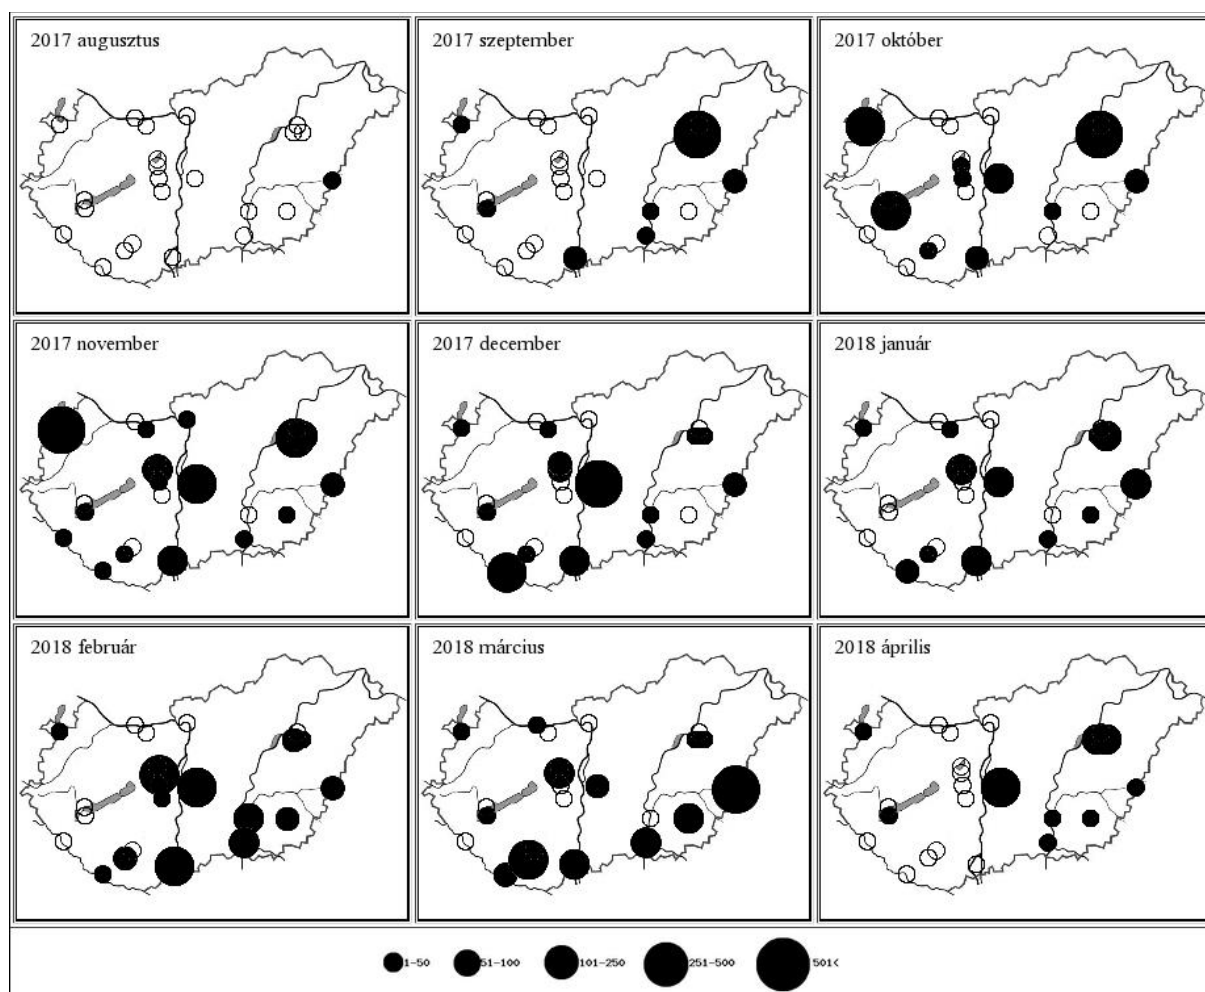 2017 augusztus
2017 szeptember
2017 október
2017 november
2017 december
2018 január
2018 február
2018 március
2018 április
1-50
51-100
101-250
251-500
501<